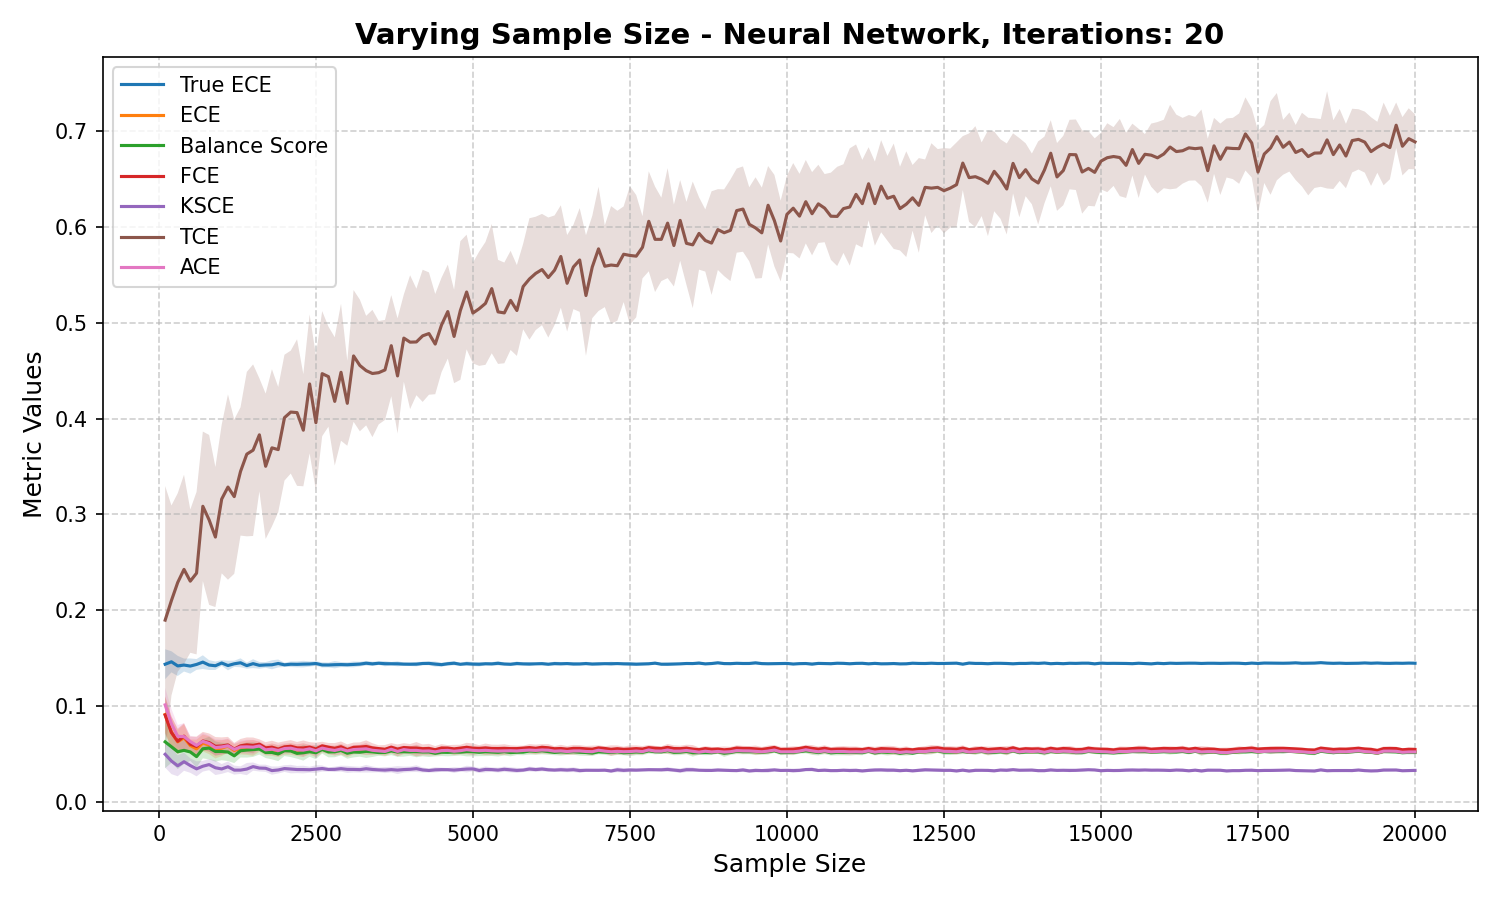 Varying Sample Size - Neural Network, Iterations: 20
True ECE
ECE
Balance Score
FCE
KSCE
TCE
ACE
Metric Values
0.7
0.6
0.5
0.4
0.3
0.2
0.1
0.0
0 2500 5000 7500 10000 12500 15000 17500 20000
Sample Size